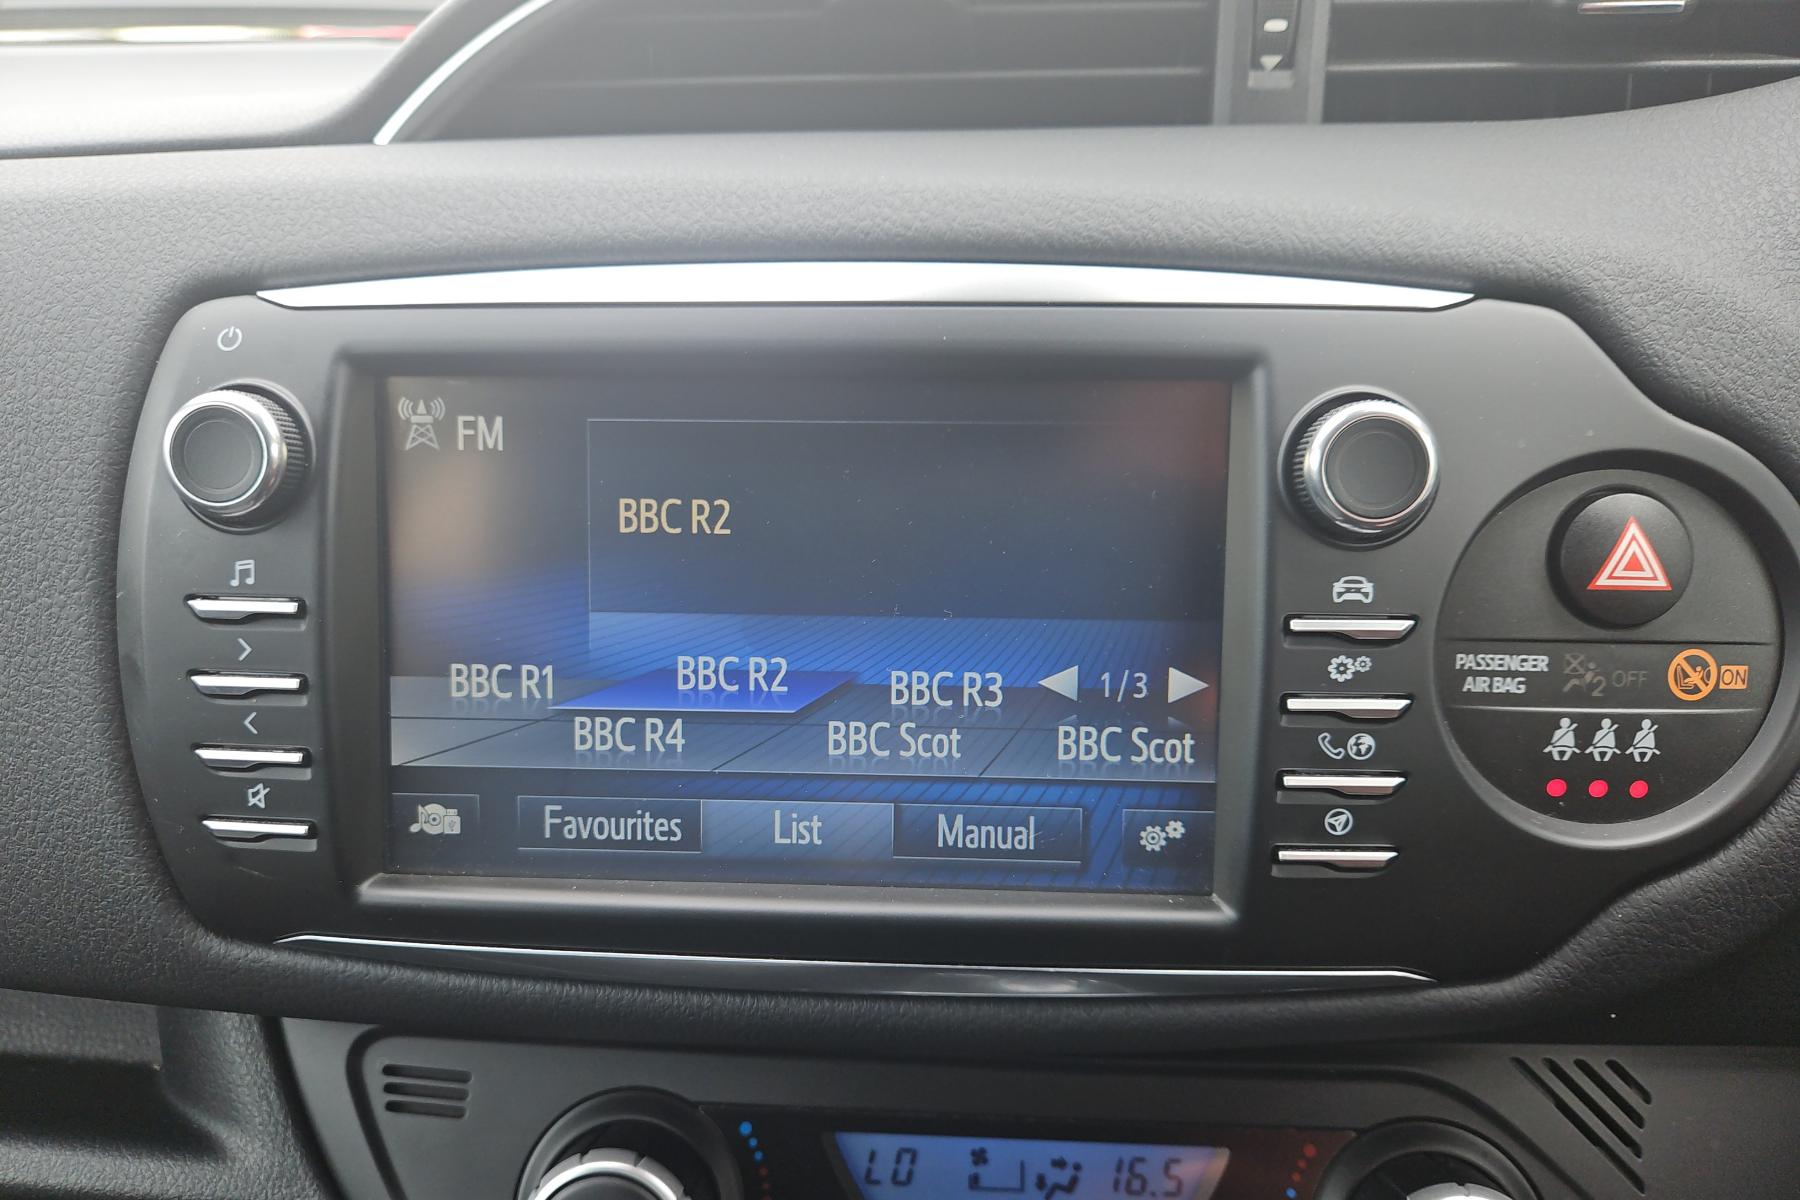 FM
BBC R2
BBC R1 BBC R2 BBC R3 1/3
BBC R4 BBC Scot BBC Scot
Favourites List Manual
PASSENGER
AIR BAG
2 OFF
ON
LO 16.5